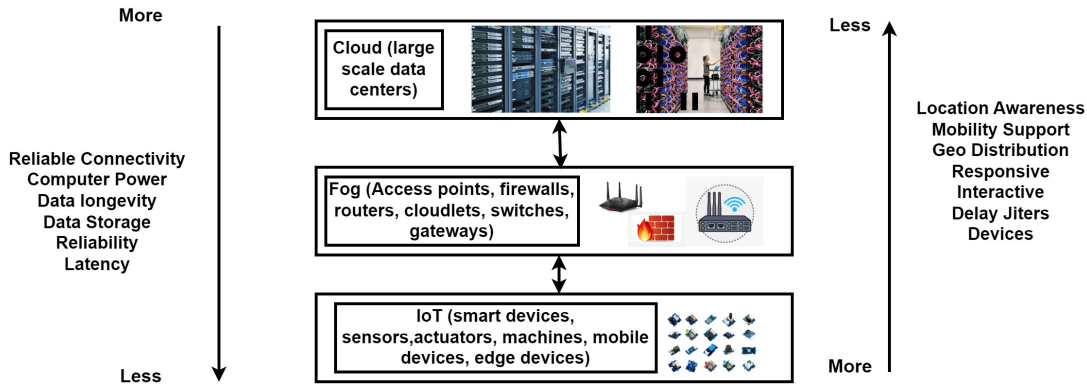 More
Less
Cloud (large
scale data
centers)
Location Awareness
Mobility Support
Geo Distribution
Responsive
Interactive
Delay Jiters
Devices
Reliable Connectivity
Computer Power
Data longevity
Data Storage
Reliability
Latency
Fog (Access points, firewalls,
routers, cloudlets, switches,
gateways)
IoT (smart devices,
sensors,actuators, machines, mobile
devices, edge devices)
Less
More